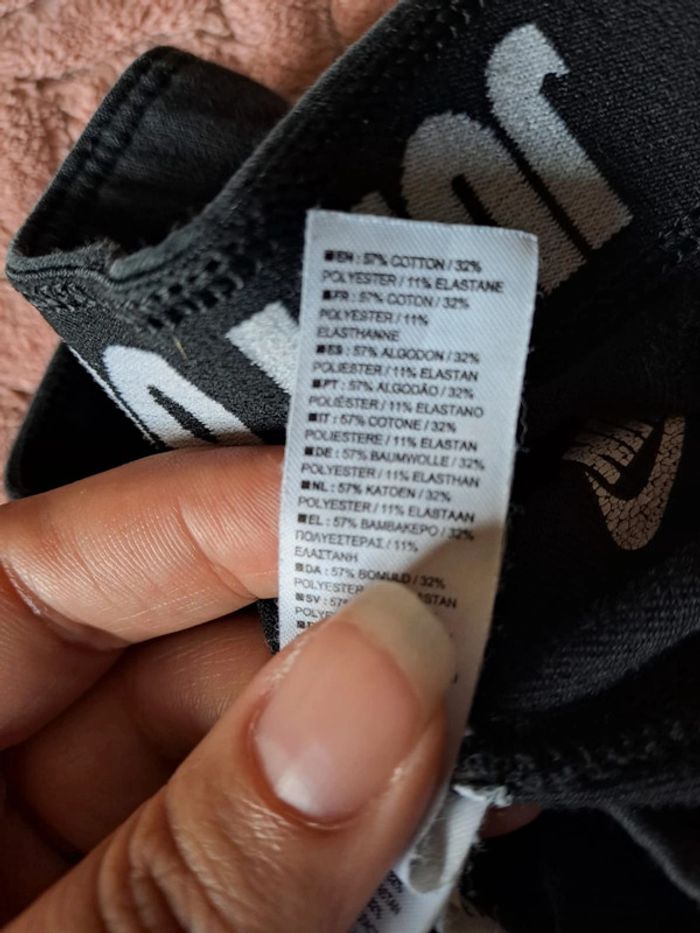 ■EN : 57% COTTON / 32%
POLYESTER / 11% ELASTANE
■FR : 57% COTON / 32%
POLYESTER / 11%
ELASTHANNE
■ES : 57% ALGODON / 32%
POLIESTER / 11% ELASTAN
■PT : 57% ALGODÃO / 32%
POLIÉSTER / 11% ELASTANO
■IT : 57% COTONE / 32%
POLIESTERE / 11% ELASTAN
■DE : 57% BAUMWOLLE / 32%
POLYESTER / 11% ELASTHAN
■NL : 57% KATOEN / 32%
POLYESTER / 11% ELASTAAN
■EL : 57% ΒΑΜΒΑΚΕΡΟ / 32%
ΠΟΛΥΕΣΤΕΡΑΣ / 11%
ΕΛΑΣΤΑΝΗ
■DA : 57% BOMULD / 32%
POLYESTER
■SV : 57%